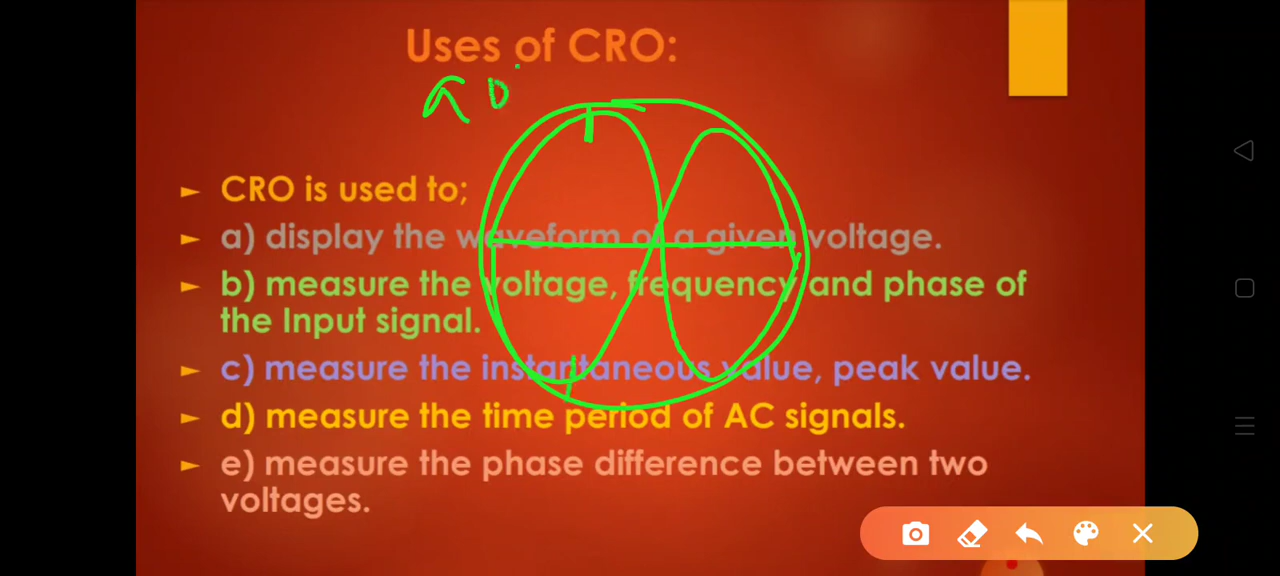 Uses of CRO:
► CRO is used to;
► a) display the waveform of a given voltage.
► b) measure the voltage, frequency and phase of
the Input signal.
► c) measure the instantaneous value, peak value.
► d) measure the time period of AC signals.
► e) measure the phase difference between two
voltages.